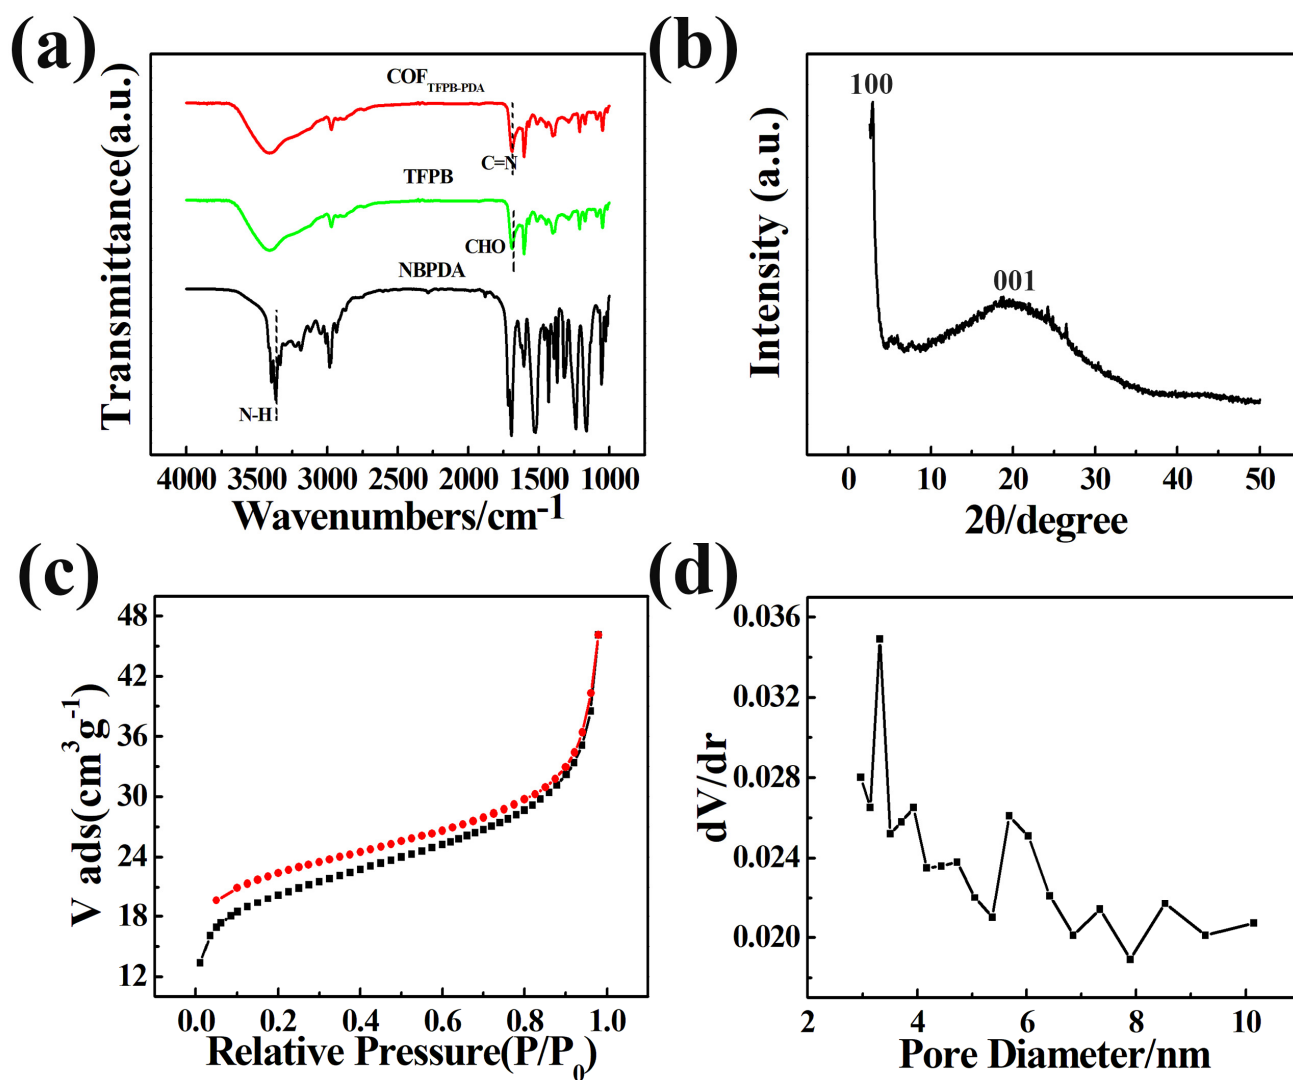 (a)
Transmittance(a.u.)
COF TFPB-PDA
C=N
TFPB
CHO
NBPDA
N-H
4000 3500 3000 2500 2000 1500 1000
Wavenumbers/cm-1
(b)
Intensity (a.u.)
100
001
0 10 20 30 40 50
2θ/degree
(c)
V ads(cm3g-1)
48
42
36
30
24
18
12
0.0 0.2 0.4 0.6 0.8 1.0
Relative Pressure(P/P0)
(d)
dV/dr
0.036
0.032
0.028
0.024
0.020
2 4 6 8 10
Pore Diameter/nm